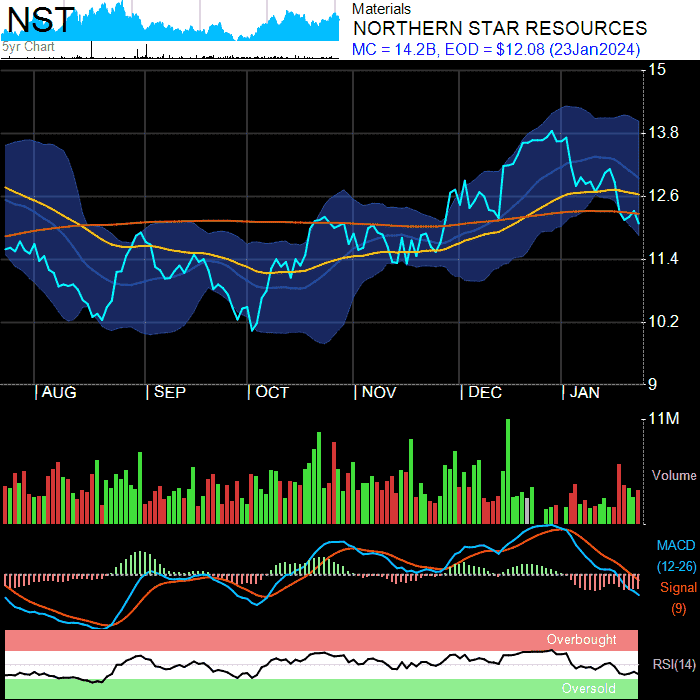 NST
5yr Chart
Materials
NORTHERN STAR RESOURCES
MC = 14.2B, EOD = $12.08 (23Jan2024)
15
13.8
12.6
11.4
10.2
9
AUG SEP OCT NOV DEC JAN
11M
Volume
MACD
(12-26)
Signal
(9)
Overbought
RSI(14)
Oversold